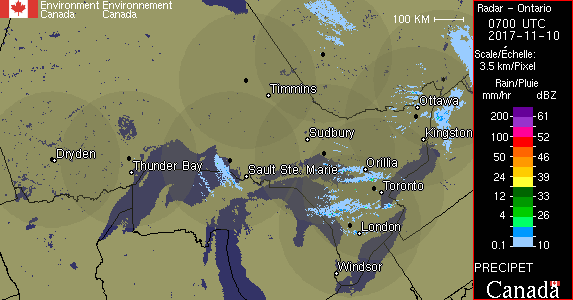 Environment Environnement
Canada Canada
100 KM
Timmins
Ottawa
Sudbury
Kingston
Dryden
Thunder Bay
Sault Ste. Marie
Orillia
Toronto
London
Windsor
Radar - Ontario
0700 UTC
2017-11-10
Scale/Échelle:
3.5 km/Pixel
Rain/Pluie
mm/hr dBZ
200 61
100 52
50 46
24 39
12 33
4 26
0.1 10
PRECIPET
Canada